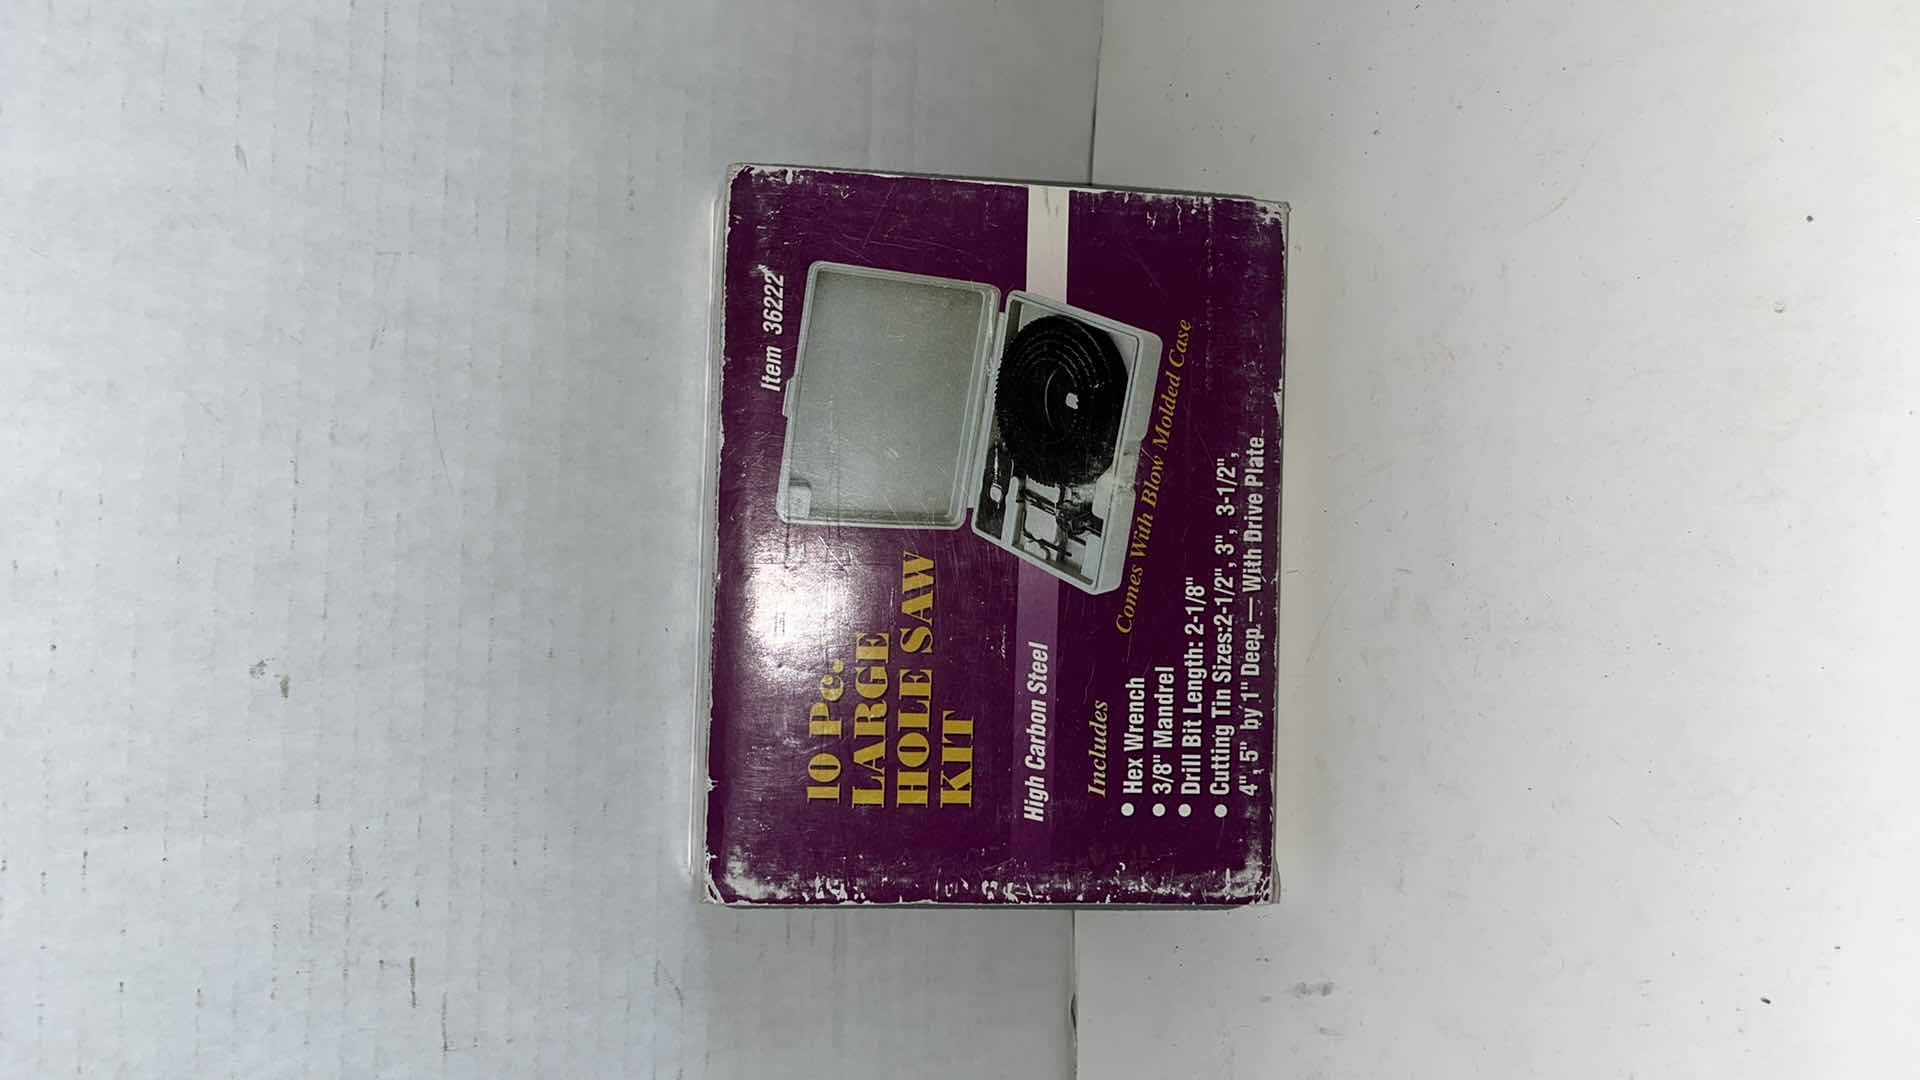 Item 36222
10 Pc.
LARGE
HOLE SAW
KIT
High Carbon Steel
Comes With Blow Molded Case
Includes
● Hex Wrench
● 3/8" Mandrel
● Drill Bit Length: 2-1/8"
● Cutting Tin Sizes:2-1/2", 3", 3-1/2",
4", 5" by 1" Deep — With Drive Plate